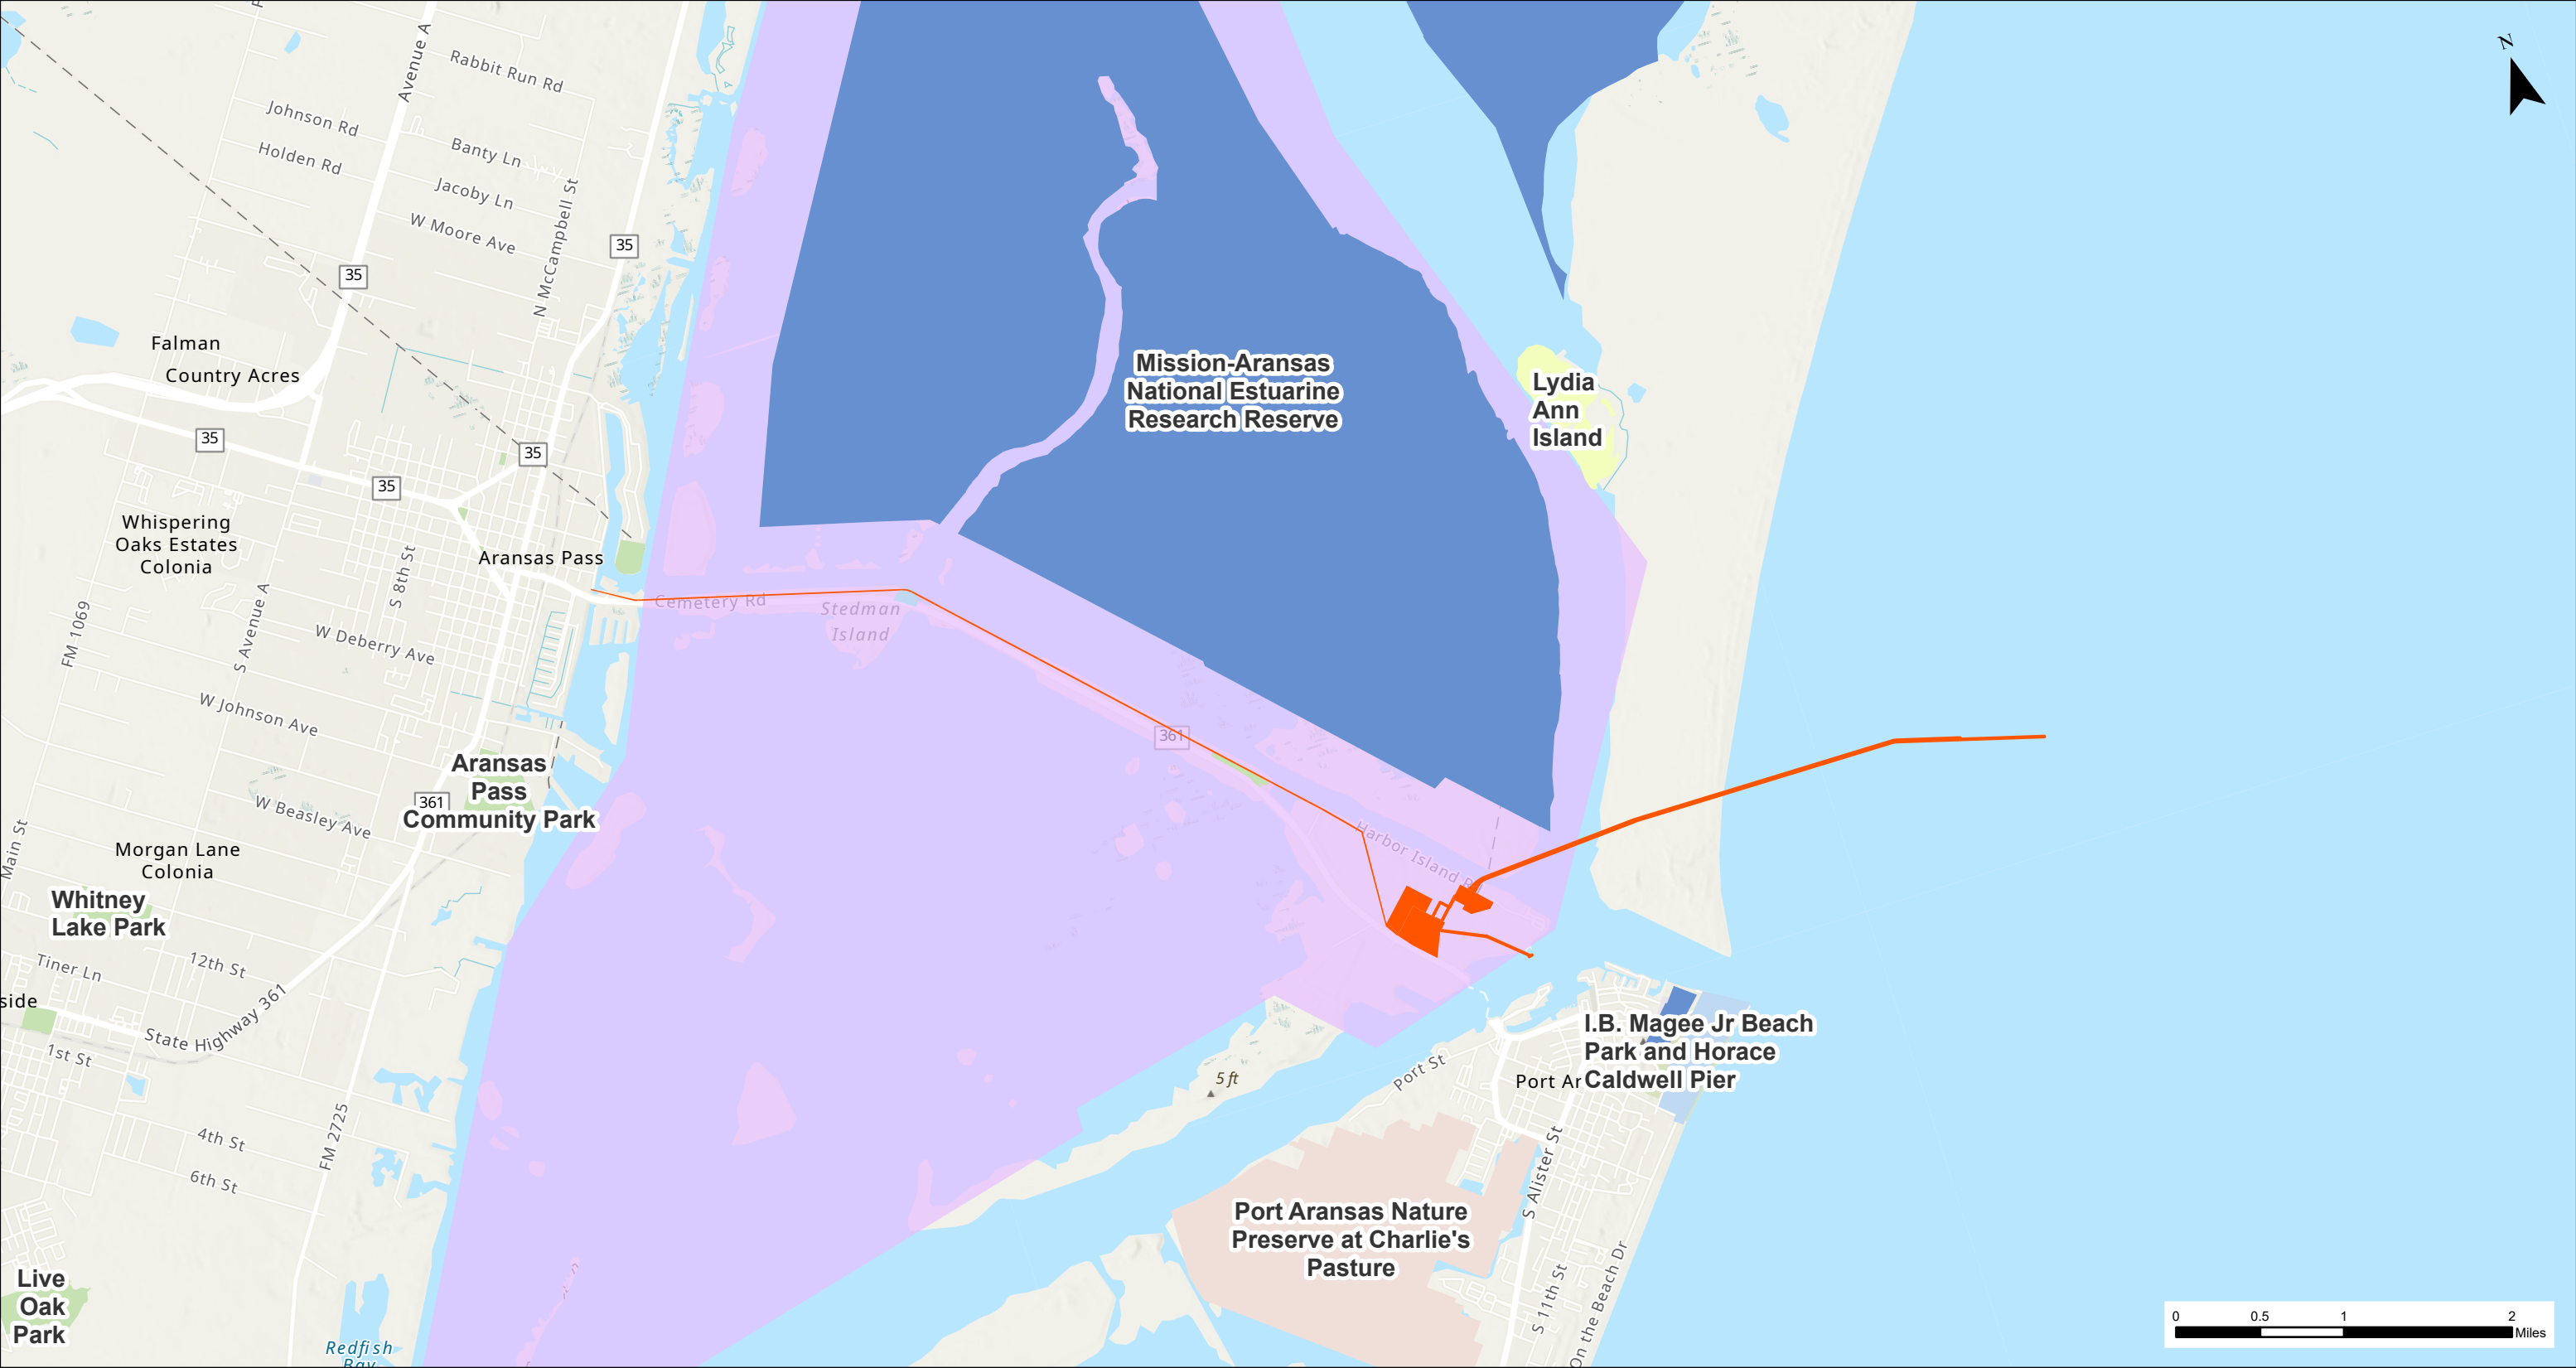 N
Avenue A
Rabbit Run Rd
Johnson Rd
Holden Rd
Banty Ln
Jacoby Ln
W Moore Ave
N McCampbell St
35
35
Falman
Country Acres
35
35
35
Mission-Aransas
National Estuarine
Research Reserve
Lydia
Ann
Island
Whispering
Oaks Estates
Colonia
Aransas Pass
S 8th St
S Avenue A
FM 1069
W Deberry Ave
Cemetery Rd
Stedman
Island
W Johnson Ave
361
Aransas
Pass
Community Park
361
W Beasley Ave
Main St
Morgan Lane
Colonia
Harbor Island Rd
Whitney
Lake Park
12th St
Tiner Ln
side
State Highway 361
1st St
I.B. Magee Jr Beach
Park and Horace
Caldwell Pier
Port Ar
Port St
5 ft
4th St
6th St
FM 2725
S Alister St
Port Aransas Nature
Preserve at Charlie's
Pasture
S 11th St
On the Beach Dr
Live
Oak
Park
Redfish
Bay
0 0.5 1 2
Miles